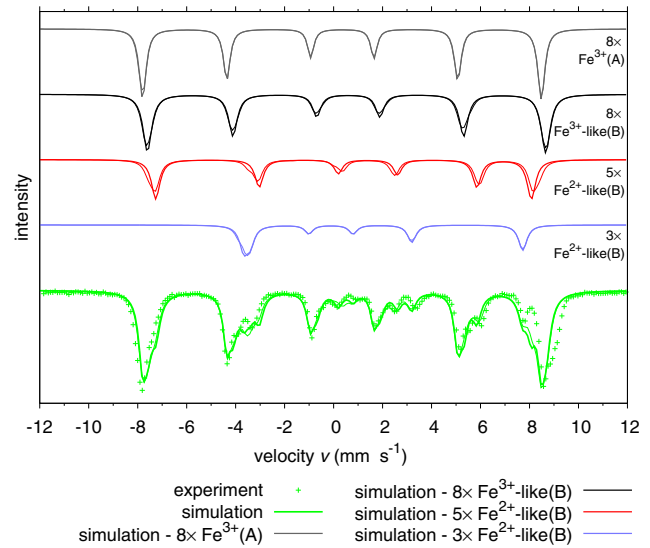 8×
Fe³⁺(A)
8×
Fe³⁺-like(B)
5×
Fe²⁺-like(B)
3×
Fe²⁺-like(B)
intensity
-12 -10 -8 -6 -4 -2 0 2 4 6 8 10 12
velocity v (mm s⁻¹)
experiment
simulation
simulation - 8× Fe³⁺(A)
simulation - 8× Fe³⁺-like(B)
simulation - 5× Fe²⁺-like(B)
simulation - 3× Fe²⁺-like(B)